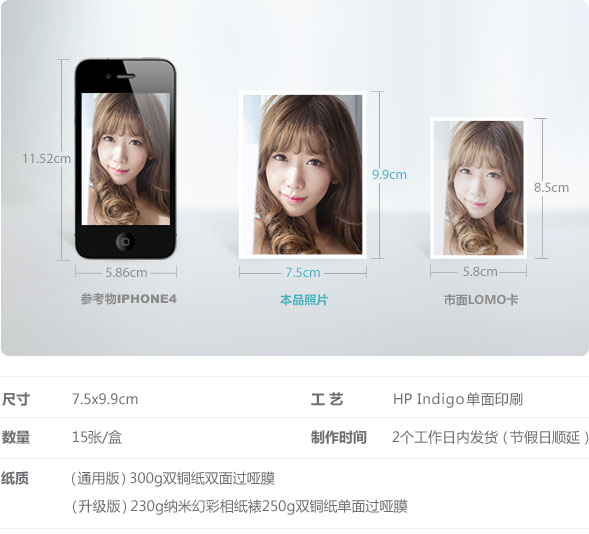 11.52cm
9.9cm
8.5cm
5.86cm
7.5cm
5.8cm
参考物IPHONE4
本品照片
市面LOMO卡
尺寸 7.5x9.9cm 工 艺 HP Indigo单面印刷
数量 15张/盒 制作时间 2个工作日内发货 ( 节假日顺延 )
纸质 (通用版) 300g双铜纸双面过哑膜
(升级版) 230g纳米幻彩相纸裱250g双铜纸单面过哑膜